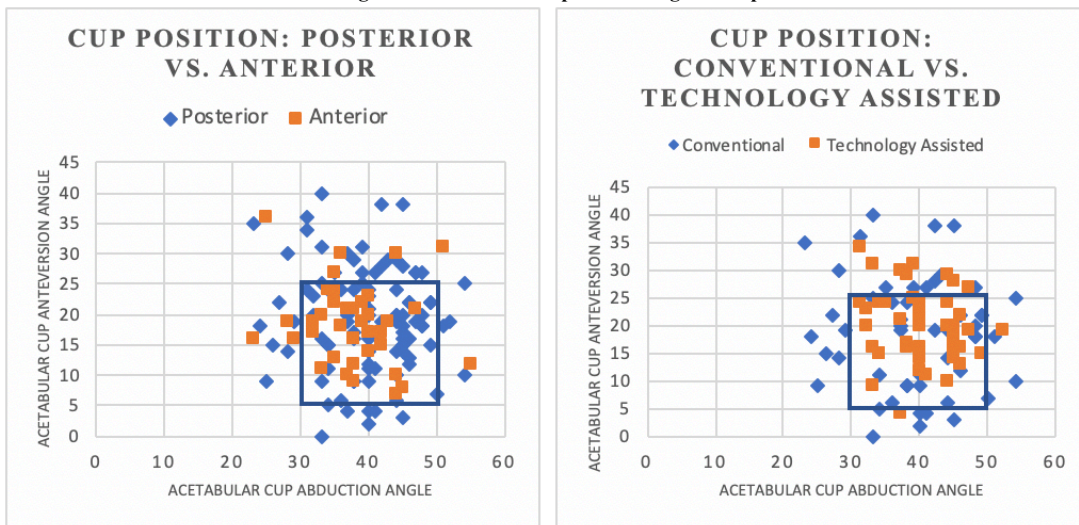 CUP POSITION: POSTERIOR
VS. ANTERIOR
Posterior Anterior
ACETABULAR CUP ANTEVERSION ANGLE
45
40
35
30
25
20
15
10
5
0
0 10 20 30 40 50 60
ACETABULAR CUP ABDUCTION ANGLE
CUP POSITION:
CONVENTIONAL VS.
TECHNOLOGY ASSISTED
Conventional Technology Assisted
ACETABULAR CUP ANTEVERSION ANGLE
45
40
35
30
25
20
15
10
5
0
0 10 20 30 40 50 60
ACETABULAR CUP ABDUCTION ANGLE